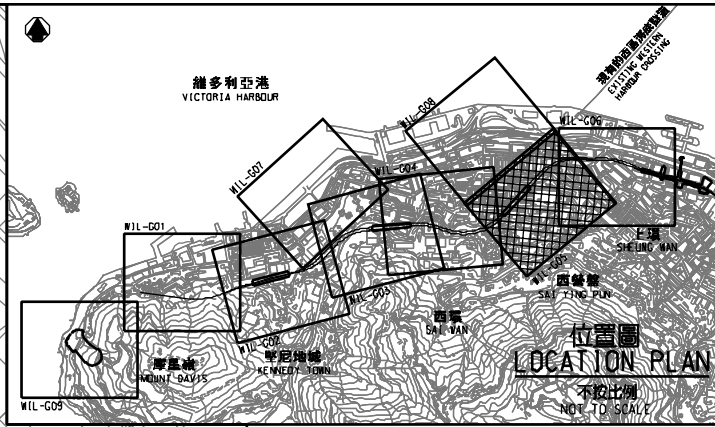 維多利亞港
VICTORIA HARBOUR
現有的西區海底隧道
EXISTING WESTERN
HARBOUR CROSSING
WIL-G08
WIL-G06
WIL-G07
WIL-G04
WIL-G01
上環
SHEUNG WAN
WIL-G05
西營盤
SAI YING PUN
WIL-G03
西環
SAI WAN
WIL-G02
堅尼地城
KENNEDY TOWN
摩星嶺
MOUNT DAVIS
WIL-G09
位置圖
LOCATION PLAN
不按比例
NOT TO SCALE